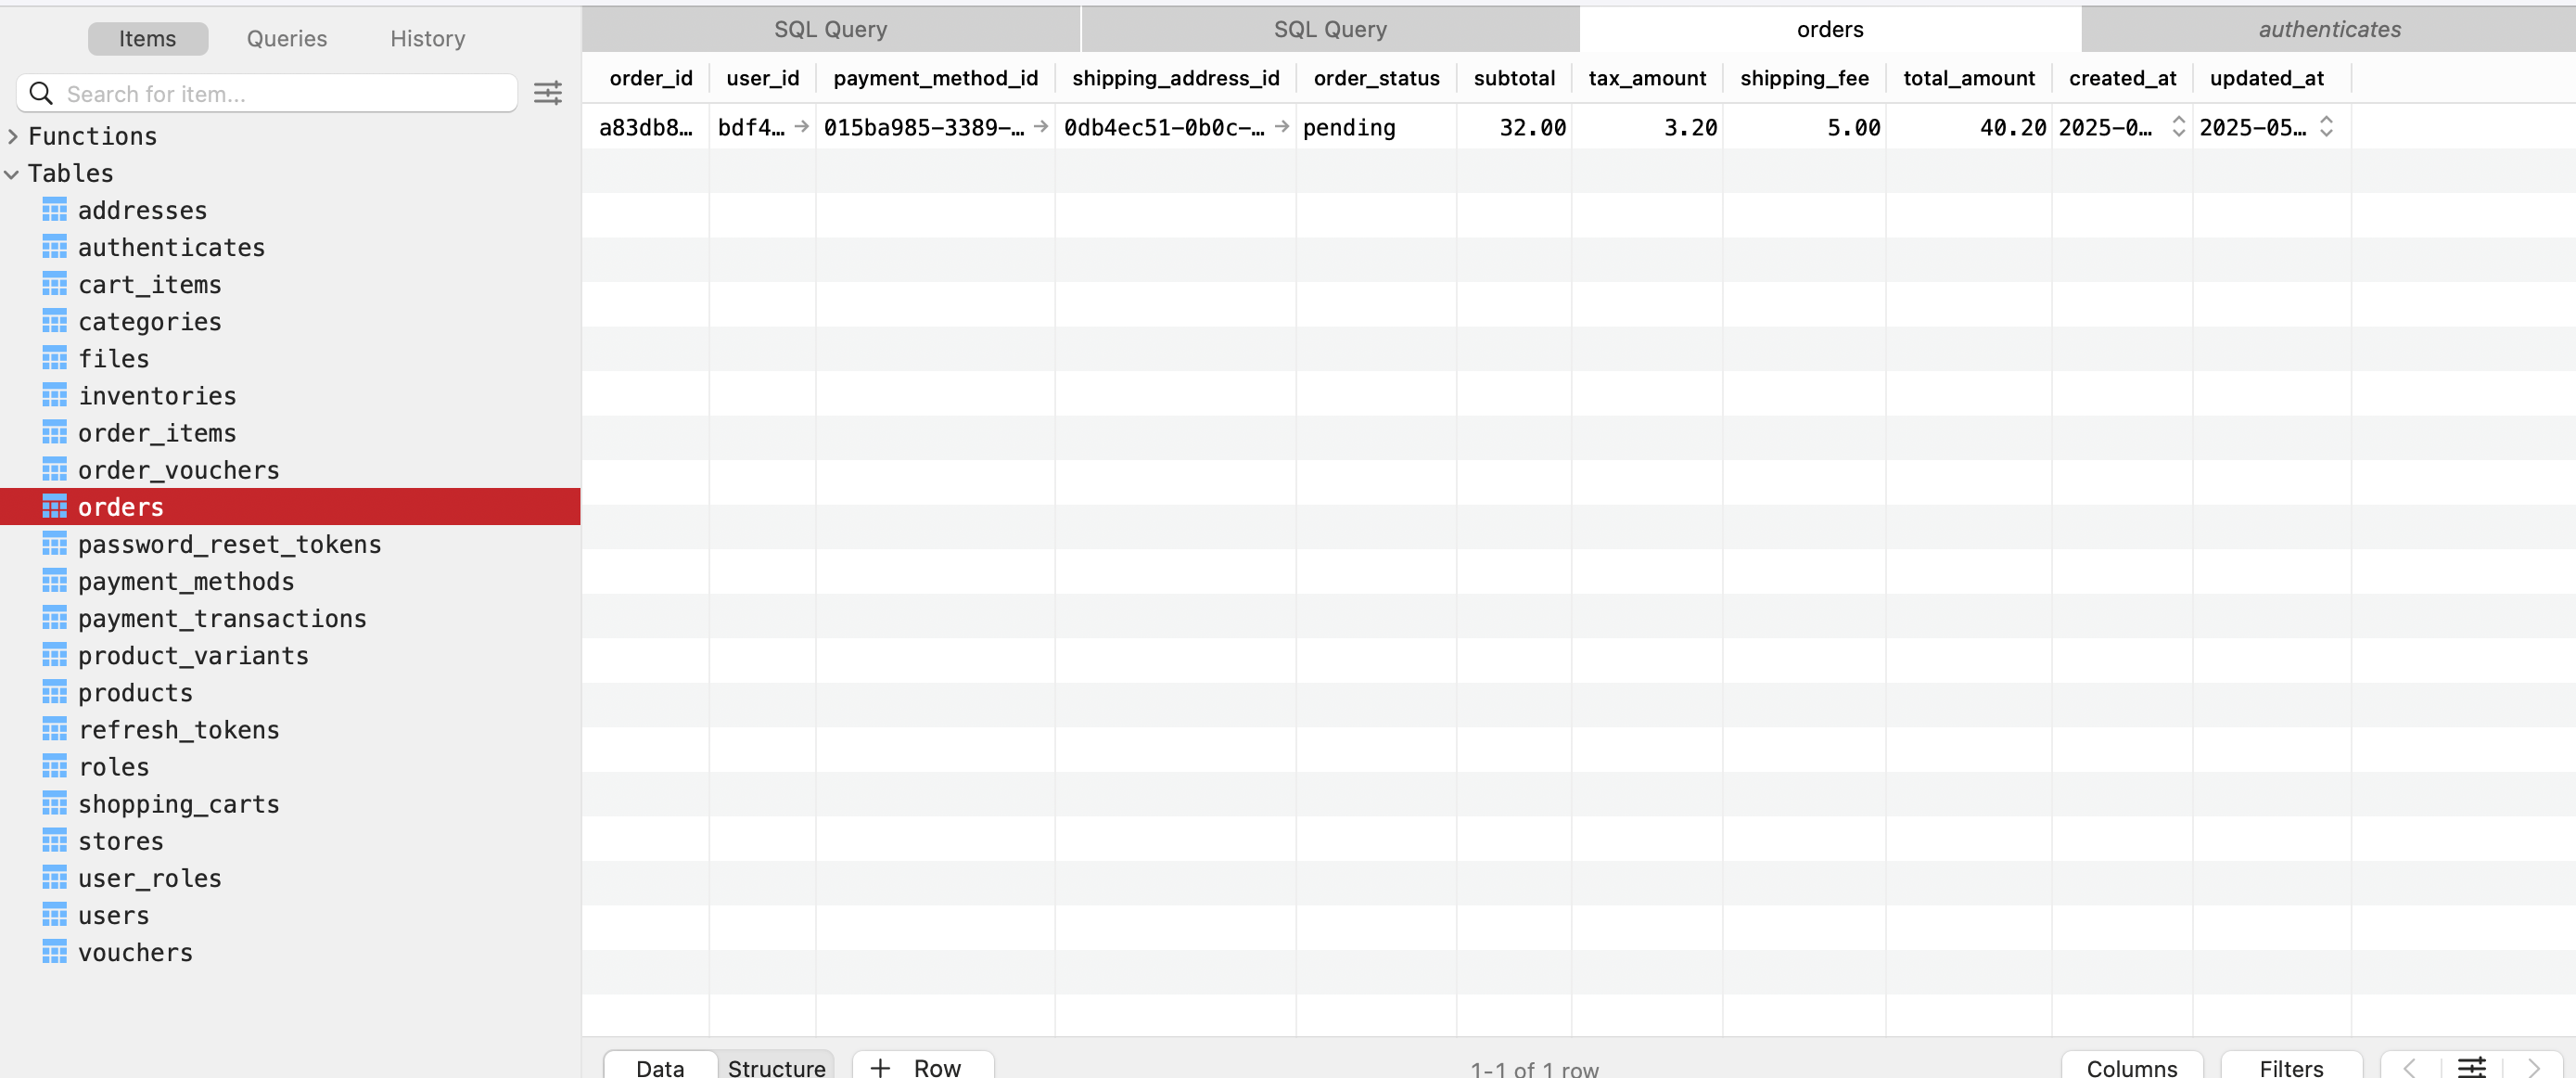 Items Queries History
Search for item...
Functions
Tables
addresses
authenticates
cart_items
categories
files
inventories
order_items
order_vouchers
orders
password_reset_tokens
payment_methods
payment_transactions
product_variants
products
refresh_tokens
roles
shopping_carts
stores
user_roles
users
vouchers
SQL Query SQL Query orders authenticates
order_id user_id payment_method_id shipping_address_id order_status subtotal tax_amount shipping_fee total_amount created_at updated_at
a83db8… bdf4… 015ba985-3389-… 0db4ec51-0b0c-… pending 32.00 3.20 5.00 40.20 2025-0… 2025-05…
Data Structure + Row 1-1 of 1 row Columns Filters